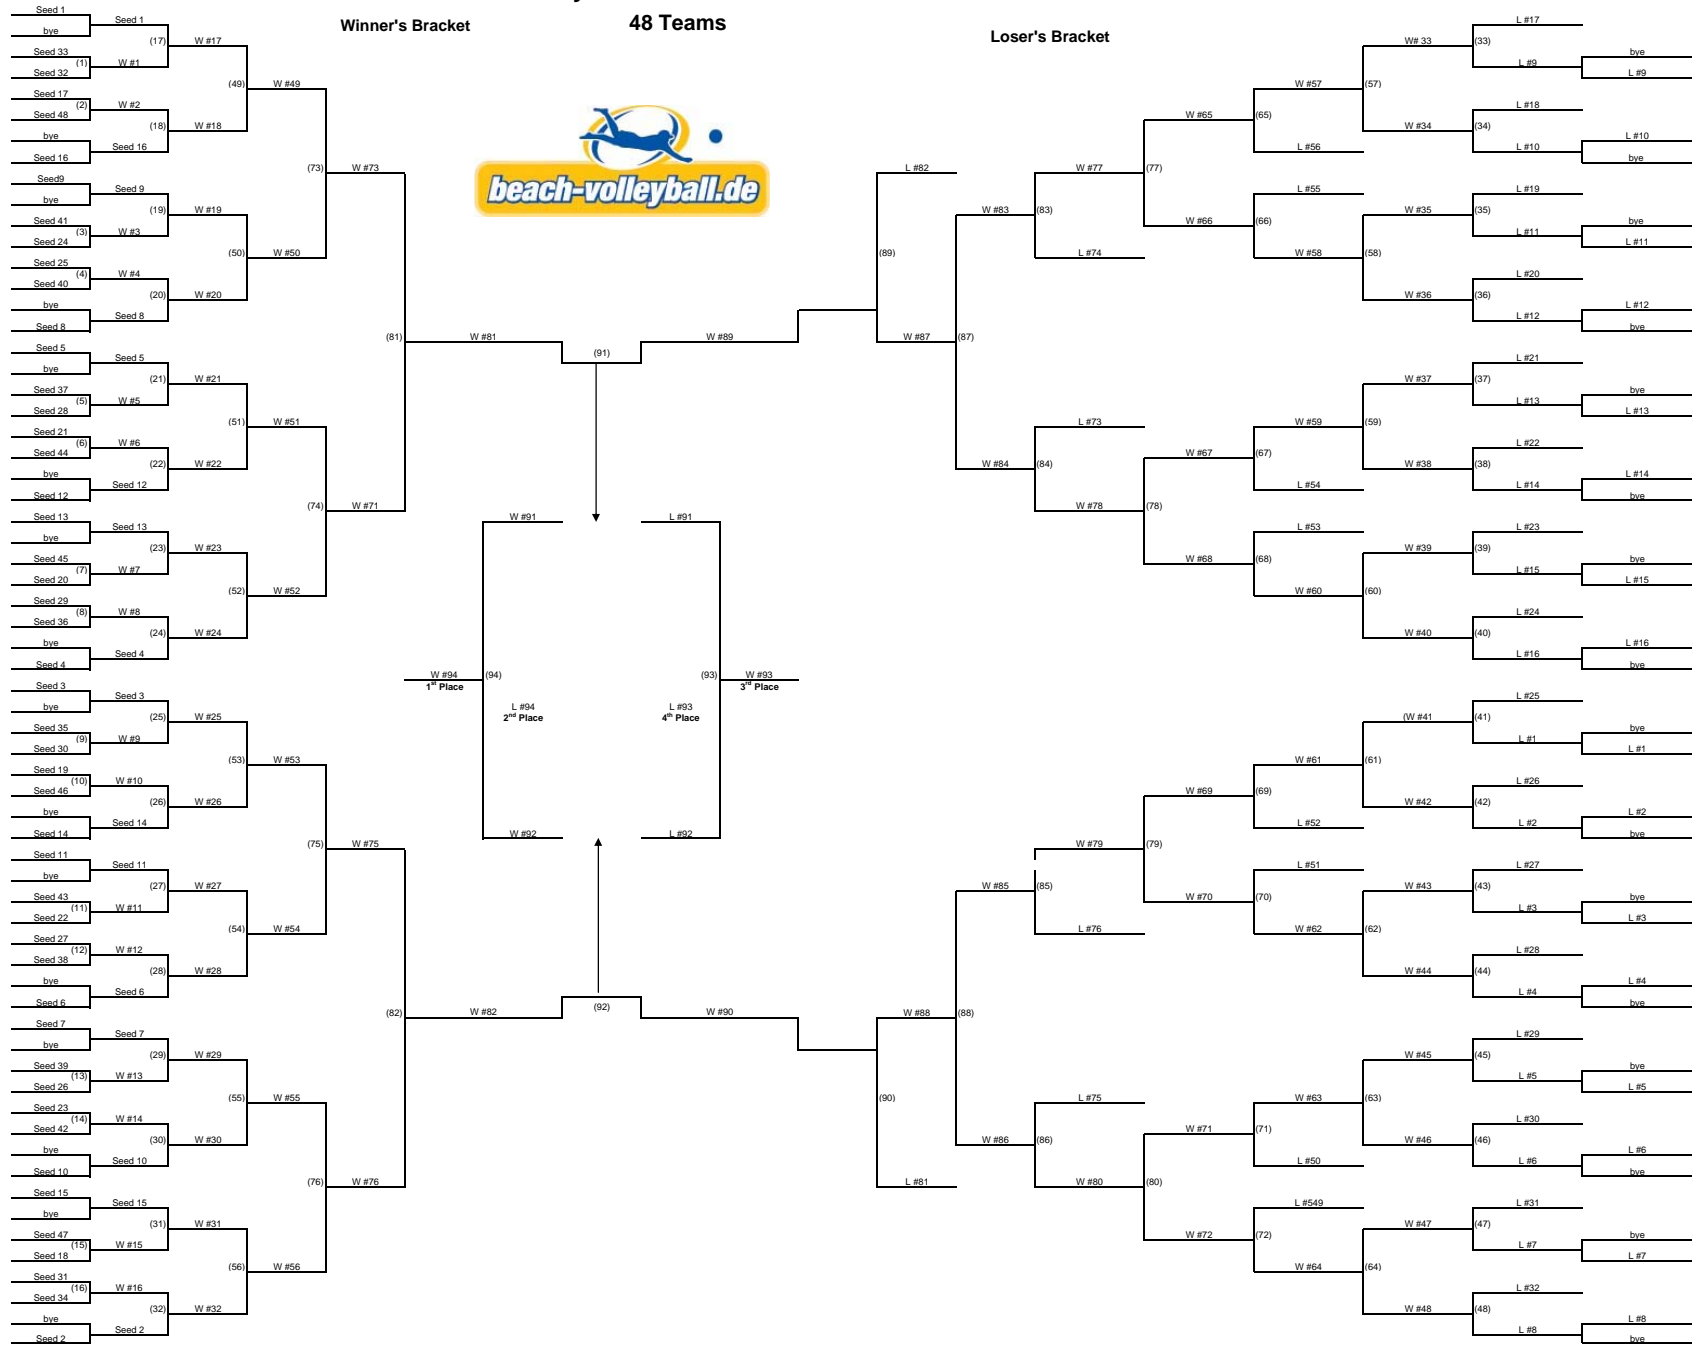 Winner's Bracket
48 Teams
Loser's Bracket
beach-volleyball.de
Seed 1
bye
Seed 1
(17)
W #17
Seed 33
(1)
W #1
Seed 32
(49)
W #49
Seed 17
(2)
W #2
Seed 48
(18)
W #18
bye
Seed 16
Seed 16
(73)
W #73
Seed9
bye
Seed 9
(19)
W #19
Seed 41
(3)
W #3
Seed 24
(50)
W #50
Seed 25
(4)
W #4
Seed 40
(20)
W #20
bye
Seed 8
Seed 8
(81)
W #81
Seed 5
bye
Seed 5
(21)
W #21
Seed 37
(5)
W #5
Seed 28
(51)
W #51
Seed 21
(6)
W #6
Seed 44
(22)
W #22
bye
Seed 12
Seed 12
(74)
W #71
Seed 13
bye
Seed 13
(23)
W #23
Seed 45
(7)
W #7
Seed 20
(52)
W #52
Seed 29
(8)
W #8
Seed 36
(24)
W #24
bye
Seed 4
Seed 4
Seed 3
bye
Seed 3
(25)
W #25
Seed 35
(9)
W #9
Seed 30
(53)
W #53
Seed 19
(10)
W #10
Seed 46
(26)
W #26
bye
Seed 14
Seed 14
(75)
W #75
Seed 11
bye
Seed 11
(27)
W #27
Seed 43
(11)
W #11
Seed 22
(54)
W #54
Seed 27
(12)
W #12
Seed 38
(28)
W #28
bye
Seed 6
Seed 6
(82)
W #82
Seed 7
bye
Seed 7
(29)
W #29
Seed 39
(13)
W #13
Seed 26
(55)
W #55
Seed 23
(14)
W #14
Seed 42
(30)
W #30
bye
Seed 10
Seed 10
(76)
W #76
Seed 15
bye
Seed 15
(31)
W #31
Seed 47
(15)
W #15
Seed 18
(56)
W #56
Seed 31
(16)
W #16
Seed 34
(32)
W #32
bye
Seed 2
Seed 2
(91)
W #89
W #91
L #91
W #94
1st Place
(94)
L #94
2nd Place
(93)
L #93
4th Place
W #93
3rd Place
W #92
L #92
(92)
W #90
L #82
(89)
W #87
(87)
W #83
(83)
W #77
(77)
L #74
W #65
(65)
W #57
(57)
L #56
W# 33
(33)
L #17
L #9
bye
L #9
W #34
(34)
L #18
L #10
L #10
bye
W #66
(66)
L #55
W #58
(58)
W #35
(35)
L #19
L #11
bye
L #11
W #36
(36)
L #20
L #12
L #12
bye
W #84
(84)
L #73
W #78
(78)
W #67
(67)
W #59
(59)
L #54
W #37
(37)
L #21
L #13
bye
L #13
W #38
(38)
L #22
L #14
L #14
bye
W #68
(68)
L #53
W #60
(60)
W #39
(39)
L #23
L #15
bye
L #15
W #40
(40)
L #24
L #16
L #16
bye
W #88
(88)
(90)
L #81
W #85
(85)
W #79
(79)
L #76
W #69
(69)
W #61
(61)
L #52
(W #41
(41)
L #25
L #1
bye
L #1
W #42
(42)
L #26
L #2
L #2
bye
W #70
(70)
L #51
W #62
(62)
W #43
(43)
L #27
L #3
bye
L #3
W #44
(44)
L #28
L #4
L #4
bye
W #86
(86)
L #75
W #80
(80)
W #71
(71)
W #63
(63)
L #50
W #45
(45)
L #29
L #5
bye
L #5
W #46
(46)
L #30
L #6
L #6
bye
W #72
(72)
L #549
W #64
(64)
W #47
(47)
L #31
L #7
bye
L #7
W #48
(48)
L #32
L #8
L #8
bye